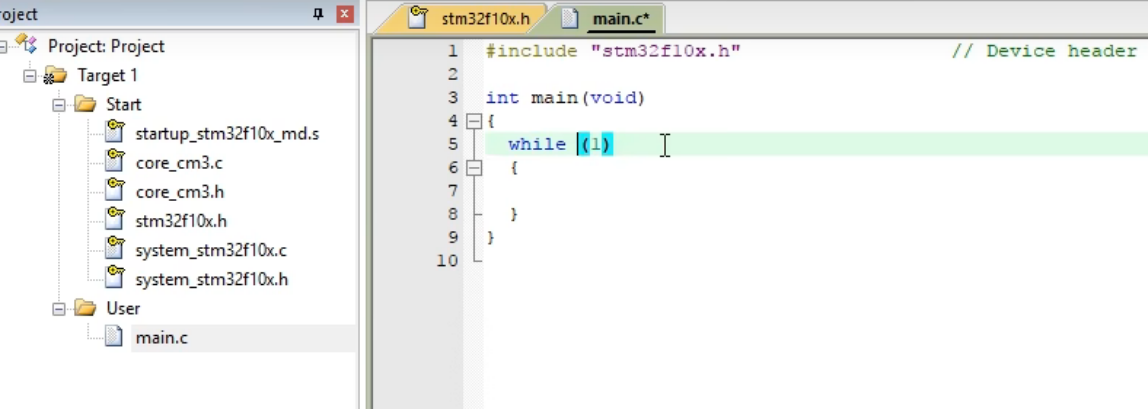 roject
Project: Project
Target 1
Start
startup_stm32f10x_md.s
core_cm3.c
core_cm3.h
stm32f10x.h
system_stm32f10x.c
system_stm32f10x.h
User
main.c
stm32f10x.h main.c*
1 #include "stm32f10x.h" // Device header
2
3 int main(void)
4 {
5 while (1)
6 {
7
8 }
9 }
10